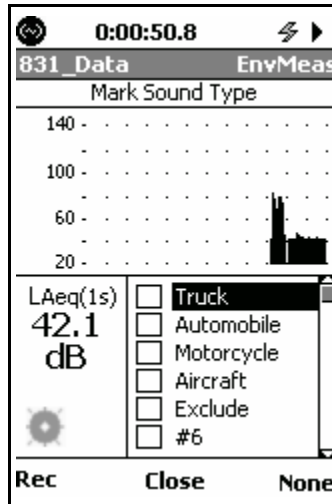 0:00:50.8
831_Data EnvMeas
Mark Sound Type
140
100
60
20
LAeq(1s)
42.1
dB
Truck
Automobile
Motorcycle
Aircraft
Exclude
#6
Rec Close None